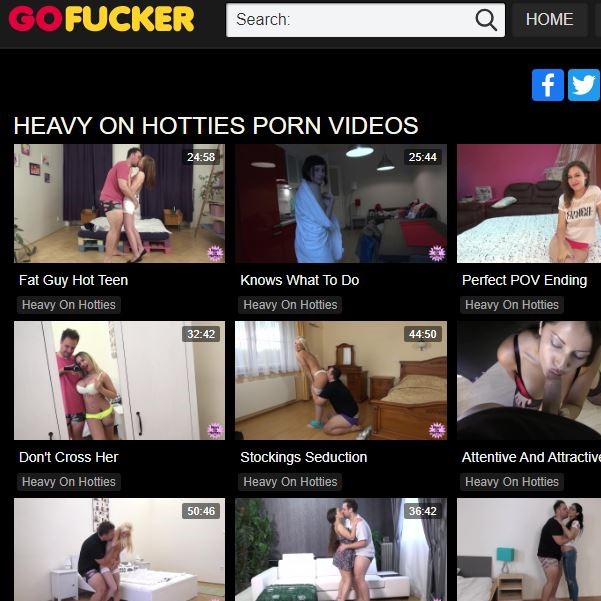 GOFUCKER
Search:
HOME
HEAVY ON HOTTIES PORN VIDEOS
24:58
25:44
Fat Guy Hot Teen
Knows What To Do
Perfect POV Ending
Heavy On Hotties
Heavy On Hotties
Heavy On Hotties
32:42
44:50
Don't Cross Her
Stockings Seduction
Attentive And Attractive
Heavy On Hotties
Heavy On Hotties
Heavy On Hotties
50:46
36:42